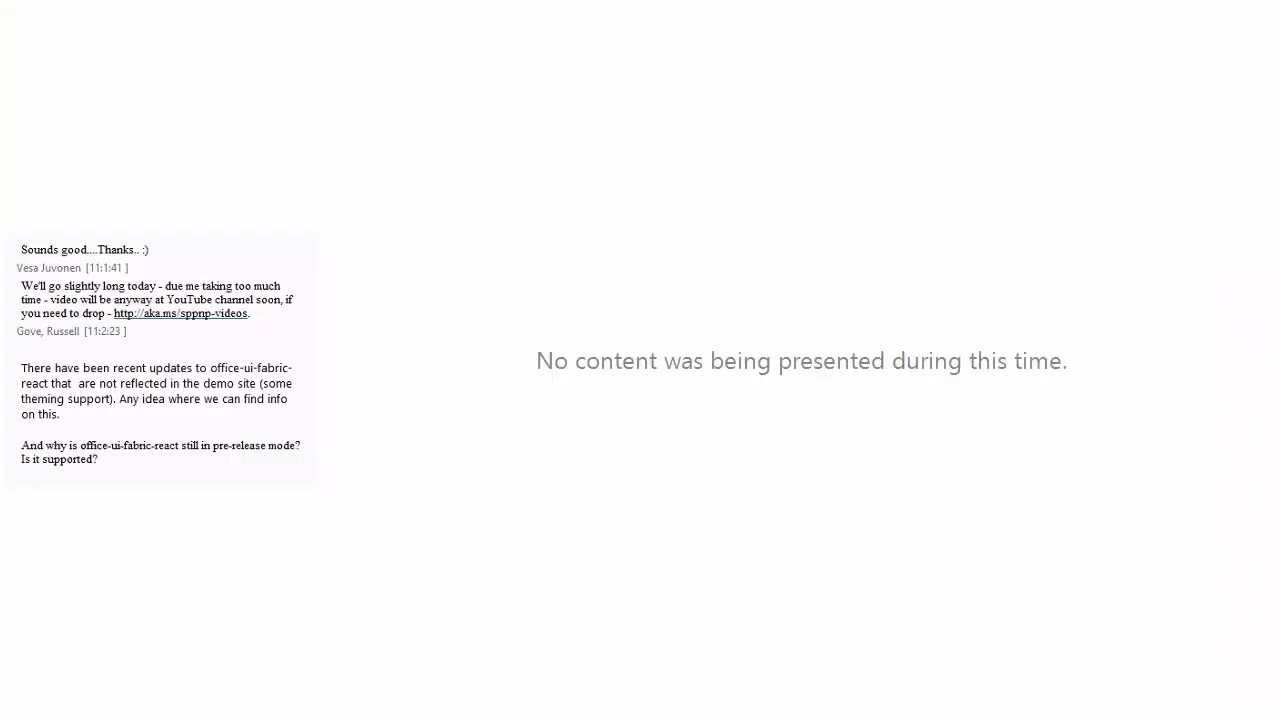 Sounds good....Thanks.. :)
Vesa Juvonen [11:1:41 ]
We'll go slightly long today - due me taking too much
time - video will be anyway at YouTube channel soon, if
you need to drop - http://aka.ms/sppnp-videos.
Gove, Russell [11:2:23 ]
There have been recent updates to office-ui-fabric-
react that  are not reflected in the demo site (some
theming support). Any idea where we can find info
on this.
And why is office-ui-fabric-react still in pre-release mode?
Is it supported?
No content was being presented during this time.